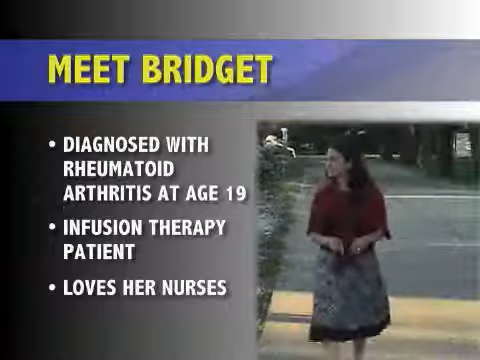 MEET BRIDGET
• DIAGNOSED WITH
RHEUMATOID
ARTHRITIS AT AGE 19
• INFUSION THERAPY
PATIENT
• LOVES HER NURSES